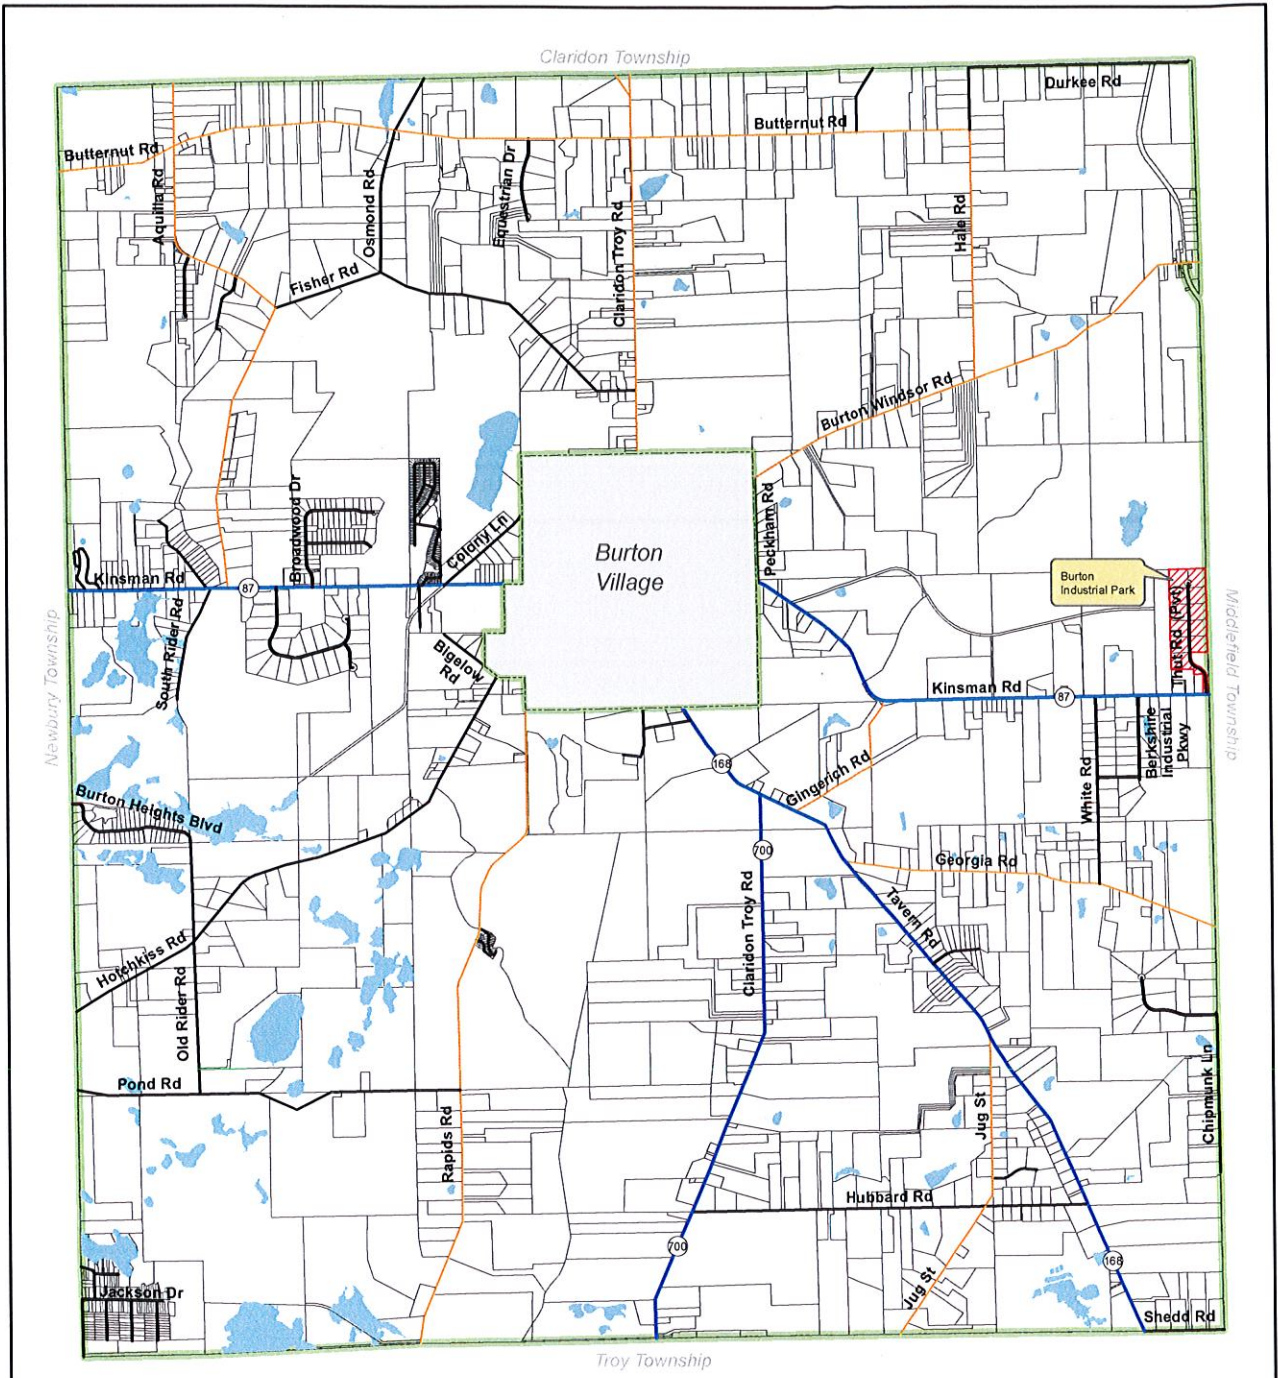 Claridon Township
Durkee Rd
Butternut Rd
Butternut Rd
Aquilla Rd
Osmond Rd
Equestrian Dr
Claridon Troy Rd
Hale Rd
Fisher Rd
Burton Windsor Rd
Broadwood Dr
Colony Ln
Peckham Rd
Burton
Village
Kinsman Rd
87
Burton
Industrial Park
Thut Rd (Pvt)
South Rider Rd
Bigelow
Rd
Newbury Township
Middlefield Township
Kinsman Rd
87
Berkshire
Industrial
Pkwy
White Rd
168
Gingerich Rd
Burton Heights Blvd
700
Georgia Rd
Claridon Troy Rd
Tavern Rd
Hotchkiss Rd
Old Rider Rd
Pond Rd
Rapids Rd
Jug St
Chipmunk Ln
Hubbard Rd
700
168
Jug St
Jackson Dr
Shedd Rd
Troy Township